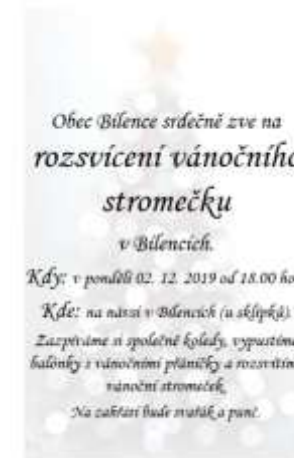 Obec Bílence srdečně zve na
rozsvícení vánočního
stromečku
v Bílencích.
Kdy: v pondělí 02. 12. 2019 od 18.00 ho
Kde: na návsi v Bílencích (u sklípků).
Zazpíváme si společně koledy, vypustíme
balónky s vánočními přáníčky a rozsvítím
vánoční stromeček.
Na zahřátí bude svařák a punč.